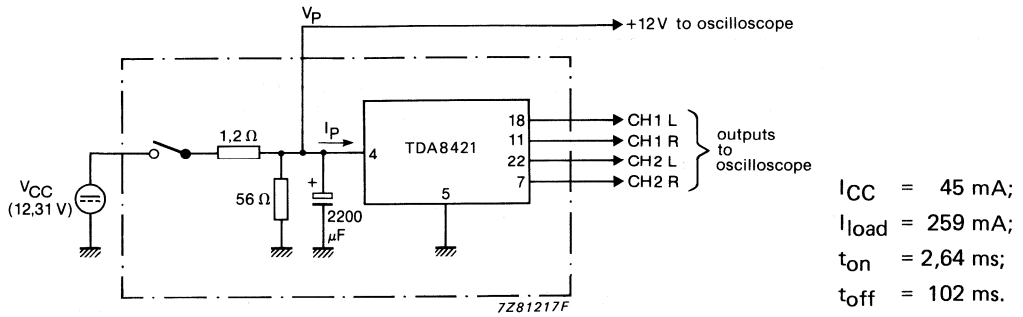 VP
+12V to oscilloscope
1,2 Ω
IP
4
TDA8421
18
CH1 L
11
CH1 R
22
CH2 L
7
CH2 R
outputs
to
oscilloscope
VCC
(12,31 V)
56 Ω
+
2200
μF
5
7Z81217F
ICC = 45 mA;
Iload = 259 mA;
ton = 2,64 ms;
toff = 102 ms.